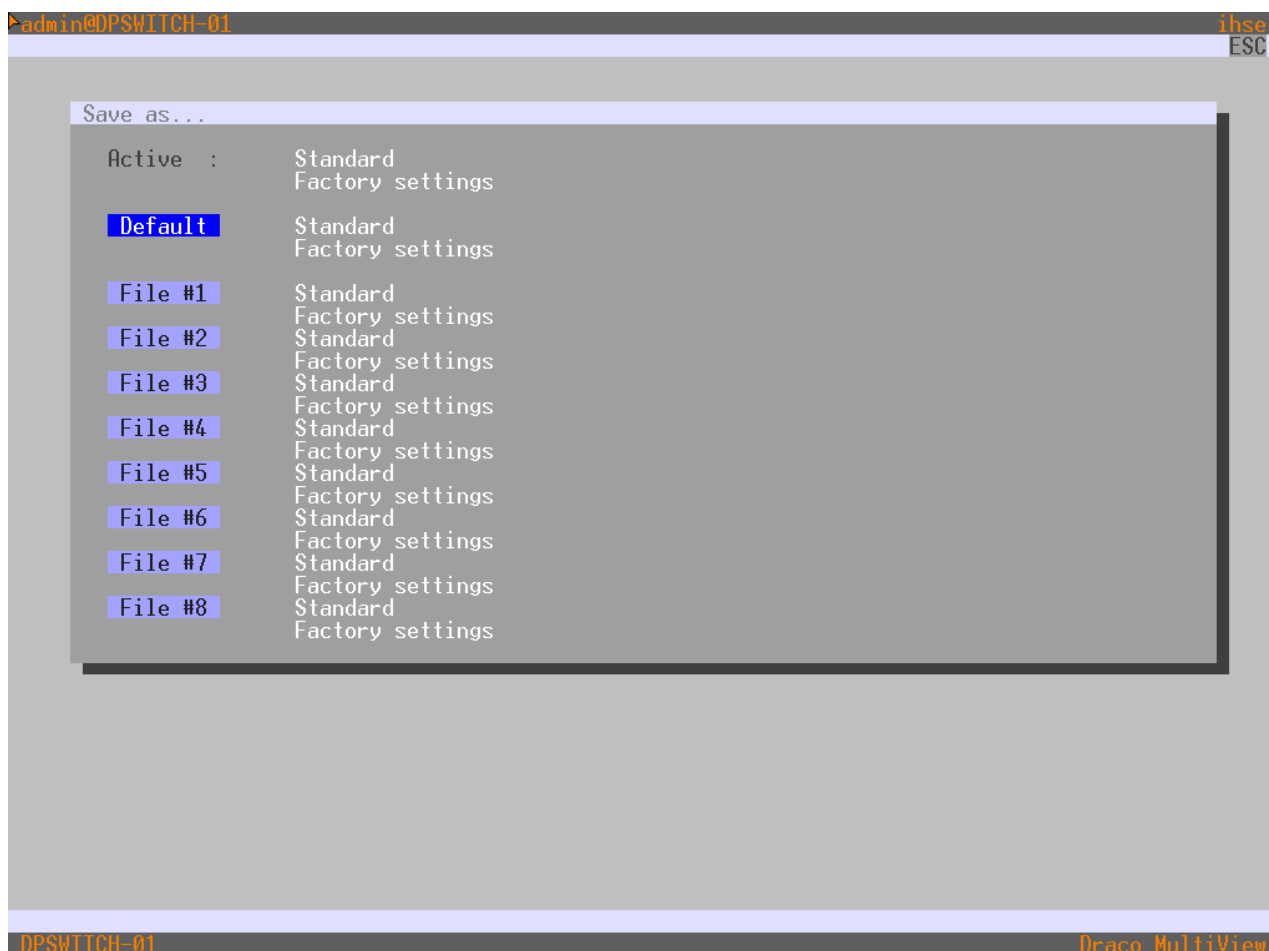 admin@DPSWITCH-01 ihse
ESC
Save as...
Active : Standard
Factory settings
Default Standard
Factory settings
File #1 Standard
Factory settings
File #2 Standard
Factory settings
File #3 Standard
Factory settings
File #4 Standard
Factory settings
File #5 Standard
Factory settings
File #6 Standard
Factory settings
File #7 Standard
Factory settings
File #8 Standard
Factory settings
DPSWITCH-01 Draco MultiView